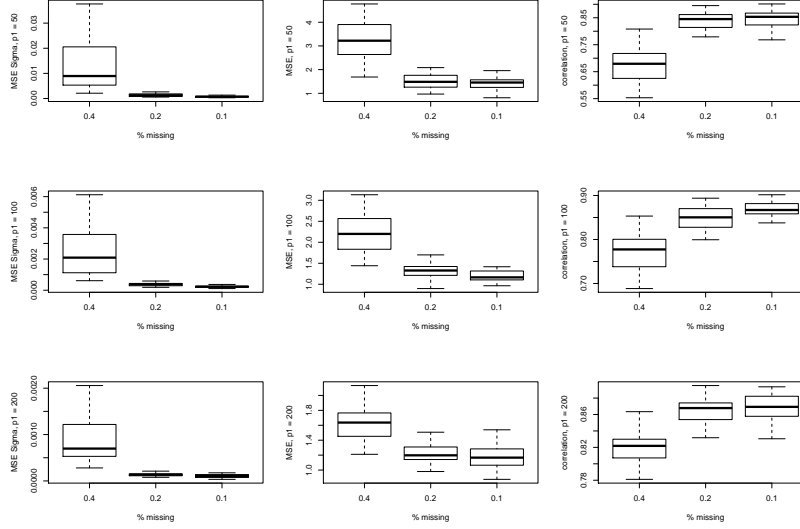 MSE Sigma, p1 = 50
0.00 0.01 0.02 0.03
0.4 0.2 0.1
% missing
MSE, p1 = 50
1 2 3 4
0.4 0.2 0.1
% missing
correlation, p1 = 50
0.55 0.65 0.75 0.85
0.4 0.2 0.1
% missing
MSE Sigma, p1 = 100
0.000 0.002 0.004 0.006
0.4 0.2 0.1
% missing
MSE, p1 = 100
1.0 1.5 2.0 2.5 3.0
0.4 0.2 0.1
% missing
correlation, p1 = 100
0.70 0.80 0.90
0.4 0.2 0.1
% missing
MSE Sigma, p1 = 200
0.0000 0.0010 0.0020
0.4 0.2 0.1
% missing
MSE, p1 = 200
1.0 1.4 1.8
0.4 0.2 0.1
% missing
correlation, p1 = 200
0.78 0.82 0.86
0.4 0.2 0.1
% missing